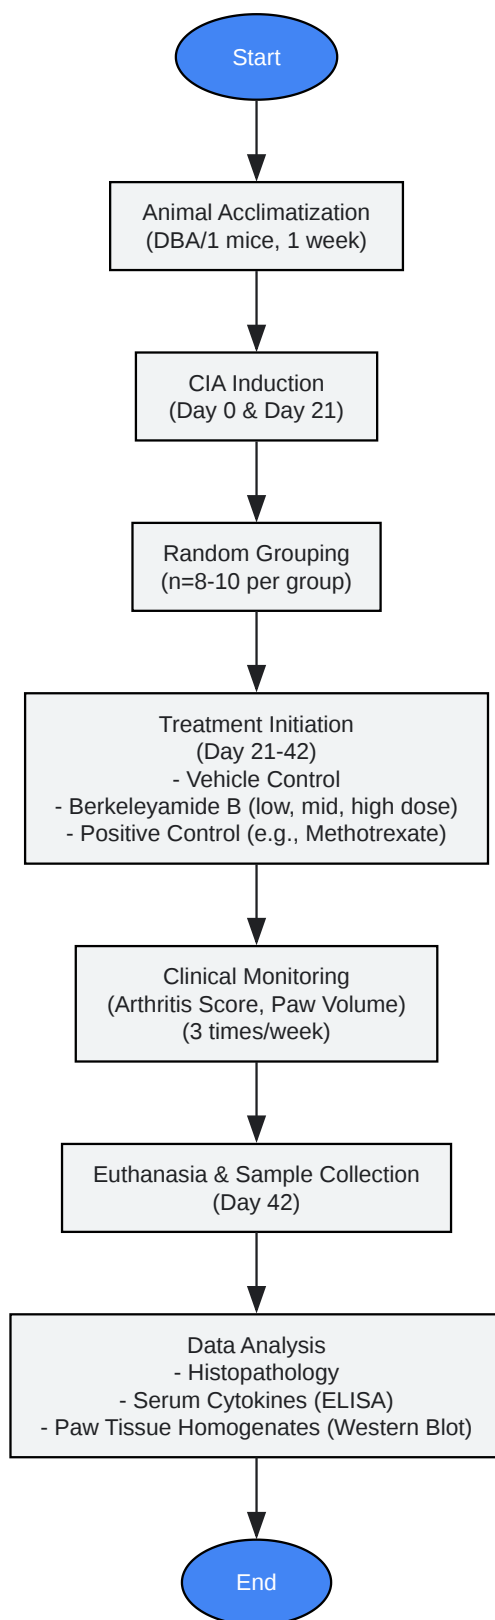 Start
Animal Acclimatization
(DBA/1 mice, 1 week)
CIA Induction
(Day 0 & Day 21)
Random Grouping
(n=8-10 per group)
Treatment Initiation
(Day 21-42)
- Vehicle Control
- Berkeleyamide B (low, mid, high dose)
- Positive Control (e.g., Methotrexate)
Clinical Monitoring
(Arthritis Score, Paw Volume)
(3 times/week)
Euthanasia & Sample Collection
(Day 42)
Data Analysis
- Histopathology
- Serum Cytokines (ELISA)
- Paw Tissue Homogenates (Western Blot)
End